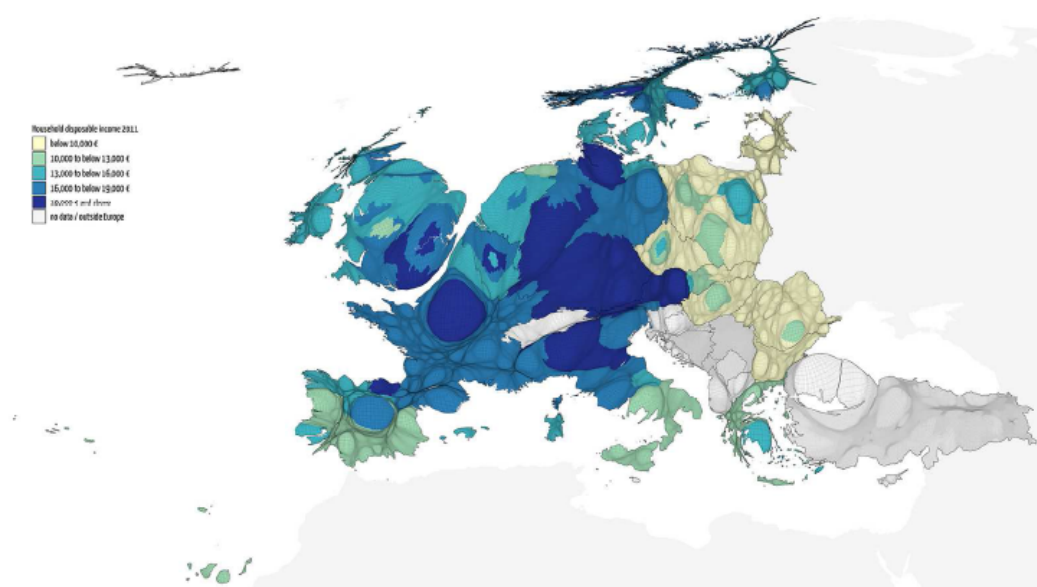 Household disposable income 2011
below 10,000 €
10,000 to below 13,000 €
13,000 to below 16,000 €
16,000 to below 19,000 €
no data / outside Europe